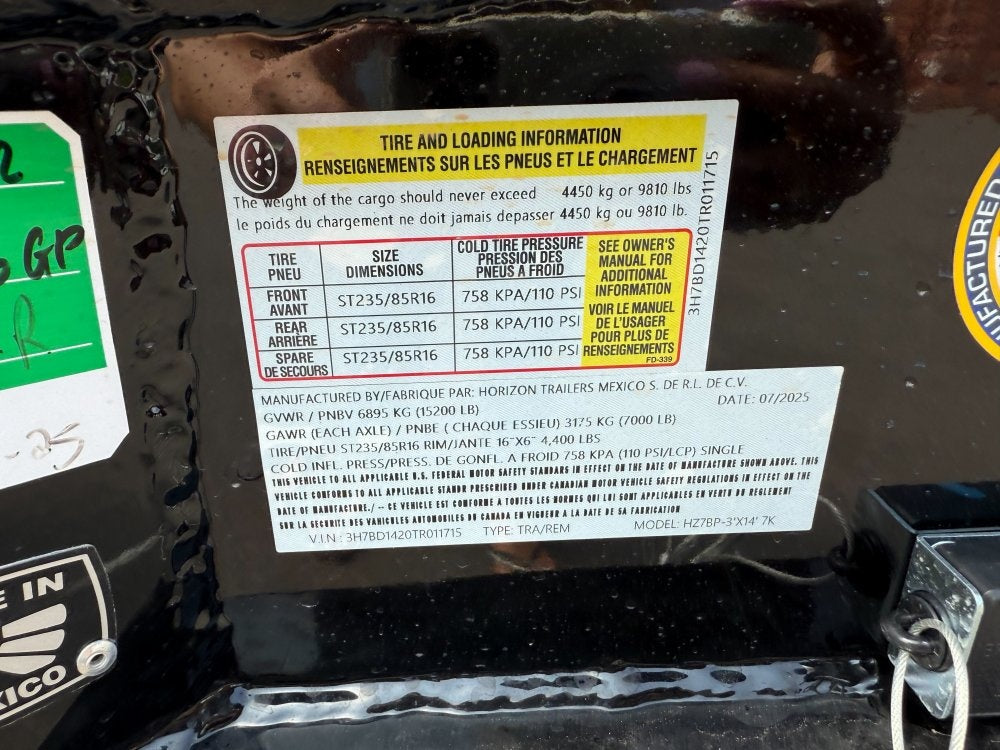 TIRE AND LOADING INFORMATION
RENSEIGNEMENTS SUR LES PNEUS ET LE CHARGEMENT
The weight of the cargo should never exceed 4450 kg or 9810 lbs
le poids du chargement ne doit jamais depasser 4450 kg ou 9810 lb.
TIRE PNEU
SIZE DIMENSIONS
COLD TIRE PRESSURE PRESSION DES PNEUS A FROID
FRONT AVANT ST235/85R16 758 KPA/110 PSI
REAR ARRIÈRE ST235/85R16 758 KPA/110 PSI
SPARE DE SECOURS ST235/85R16 758 KPA/110 PSI
SEE OWNER'S
MANUAL FOR
ADDITIONAL
INFORMATION
VOIR LE MANUEL
DE L'USAGER
POUR PLUS DE
RENSEIGNEMENTS
FD-339
3H7BD1420TR011715
MANUFACTURED BY/FABRIQUE PAR: HORIZON TRAILERS MEXICO S. DE R.L. DE C.V.
GVWR / PNBV 6895 KG (15200 LB) DATE: 07/2025
GAWR (EACH AXLE) / PNBE ( CHAQUE ESSIEU) 3175 KG (7000 LB)
TIRE/PNEU ST235/85R16 RIM/JANTE 16"X6" 4,400 LBS
COLD INFL. PRESS/PRESS. DE GONFL. A FROID 758 KPA (110 PSI/LCP) SINGLE
THIS VEHICLE TO ALL APPLICABLE U.S. FEDERAL MOTOR SAFETY STANDARS IN EFFECT ON THE DATE OF MANUFACTURE SHOWN ABOVE. THIS
VEHICLE CONFORMS TO ALL APPLICABLE STANDR PRESCRIBED UNDER CANADIAN MOTOR VEHICLE SAFETY REGULATIONS IN EFFECT ON THE
DATE OF MANUFACTURE./ -- CE VEHICLE EST CONFORME A TOUTES LES NORMES QUI LUI SONT APPLICABLES EN VERTU DU REGLEMENT
SUR LA SECURITE DES VAHICLES AUTOMOBILES DU CANADA EN VIGUEUR A LA DATE DE SA FABRICATION
V.I.N.: 3H7BD1420TR011715 TYPE: TRA/REM MODEL: HZ7BP-3'X14' 7K
GP
R
-25
E IN
XICO
UFACTURED